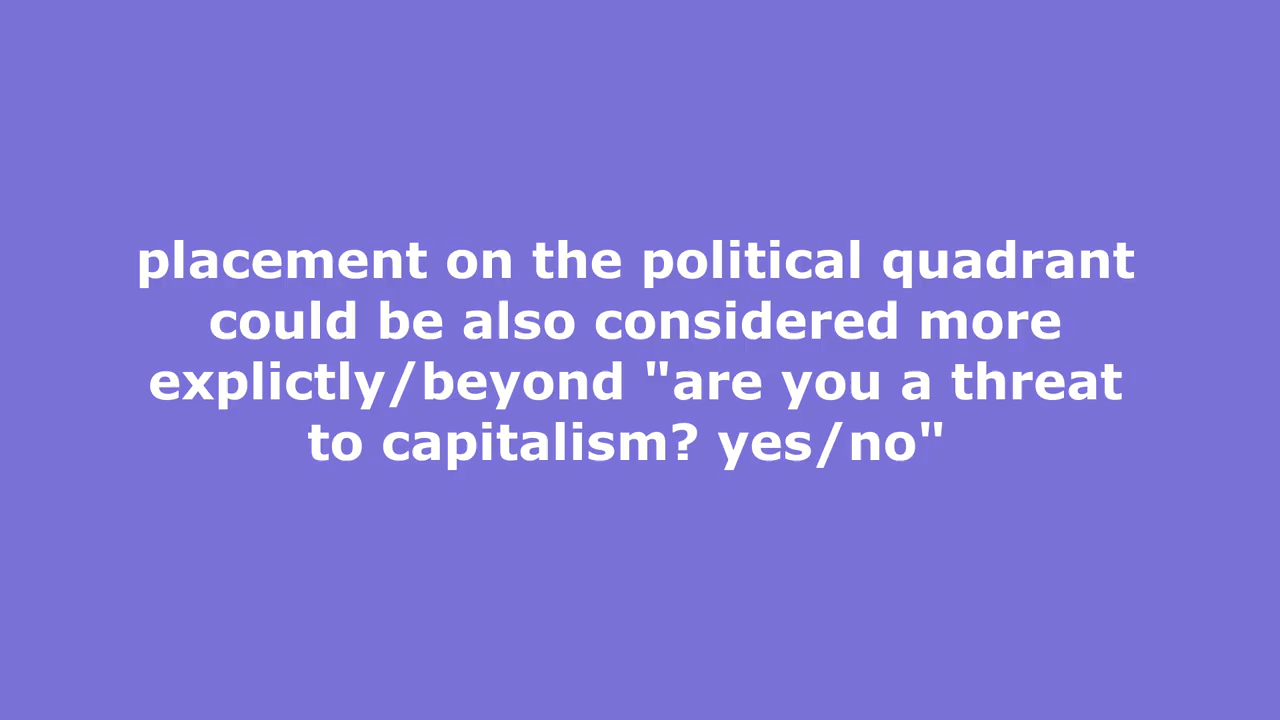 placement on the political quadrant
could be also considered more
explictly/beyond "are you a threat
to capitalism? yes/no"